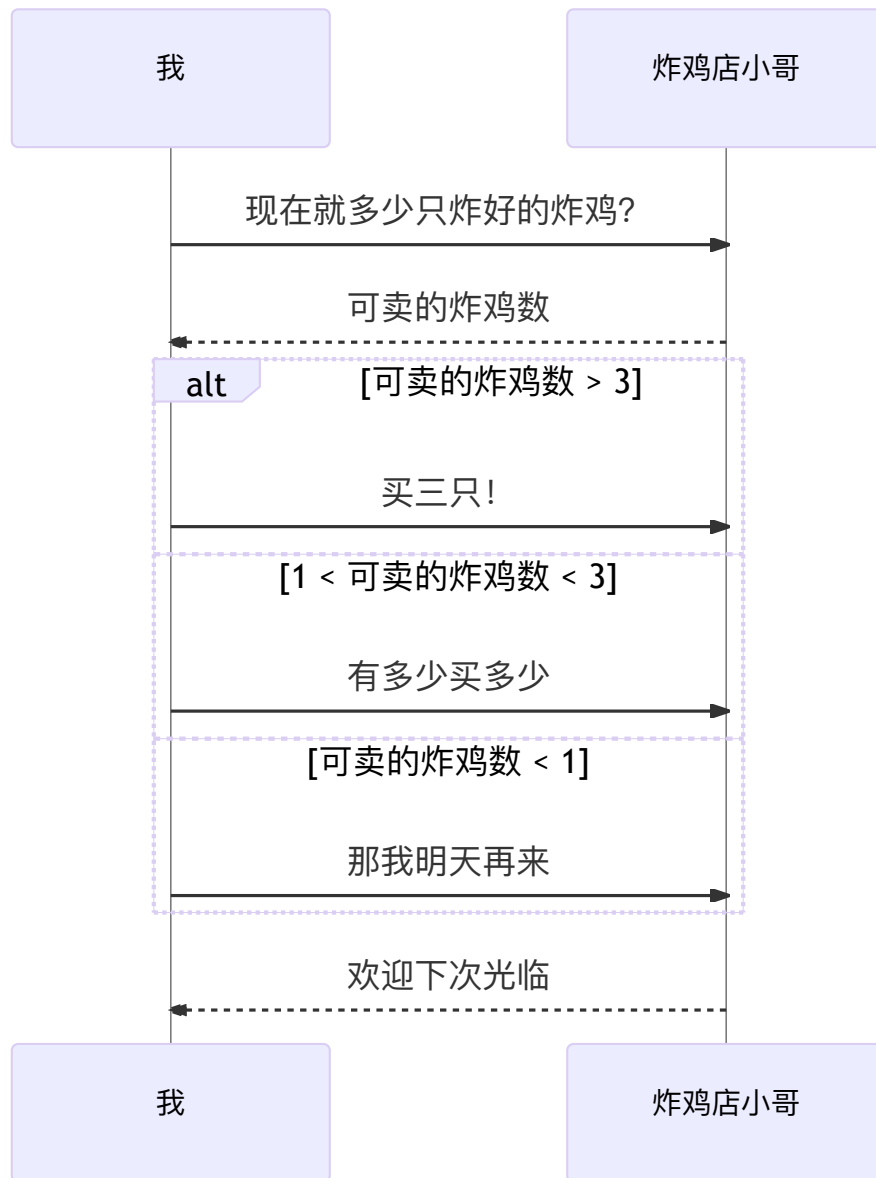 我
炸鸡店小哥
现在就多少只炸好的炸鸡?
可卖的炸鸡数
alt
[可卖的炸鸡数 > 3]
买三只!
[1 < 可卖的炸鸡数 < 3]
有多少买多少
[可卖的炸鸡数 < 1]
那我明天再来
欢迎下次光临
我
炸鸡店小哥